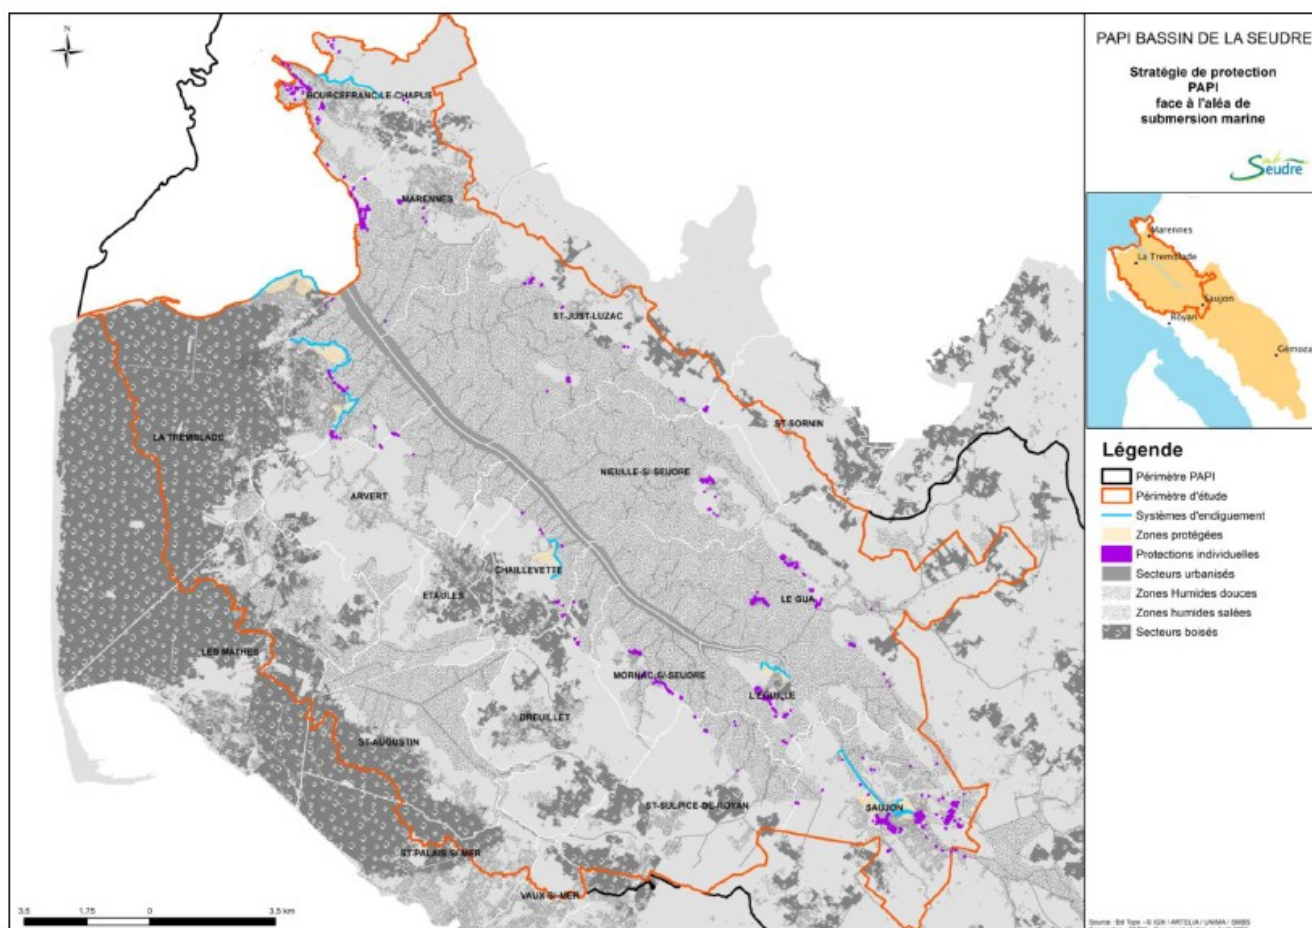 N
PAPI BASSIN DE LA SEUDRE
Stratégie de protection
PAPI
face à l'aléa de
submersion marine
Seudre
Marennes
La Tremblade
Saujon
Royan
Légende
Périmètre PAPI
Périmètre d'étude
Systèmes d'endiguement
Zones protégées
Protections individuelles
Secteurs urbanisés
Zones Humides douces
Zones humides salées
Secteurs boisés
BOURCEFRANC-LE-CHAPUS
MARENNES
ST-JUST-LUZAC
ST-SORNIN
LA TREMBLADE
NIEULLE-S/-SEUDRE
ARVERT
CHAILLEVETTE
ETAULES
LE GUA
LES MATHES
MORNAC-S/-SEUDRE
L'EGUILLE
BREUILLET
ST-AUGUSTIN
ST-SULPICE-DE-ROYAN
SAUJON
ST-PALAIS-S/-MER
VAUX-S/-MER
3,5 1,75 0 3,5 km